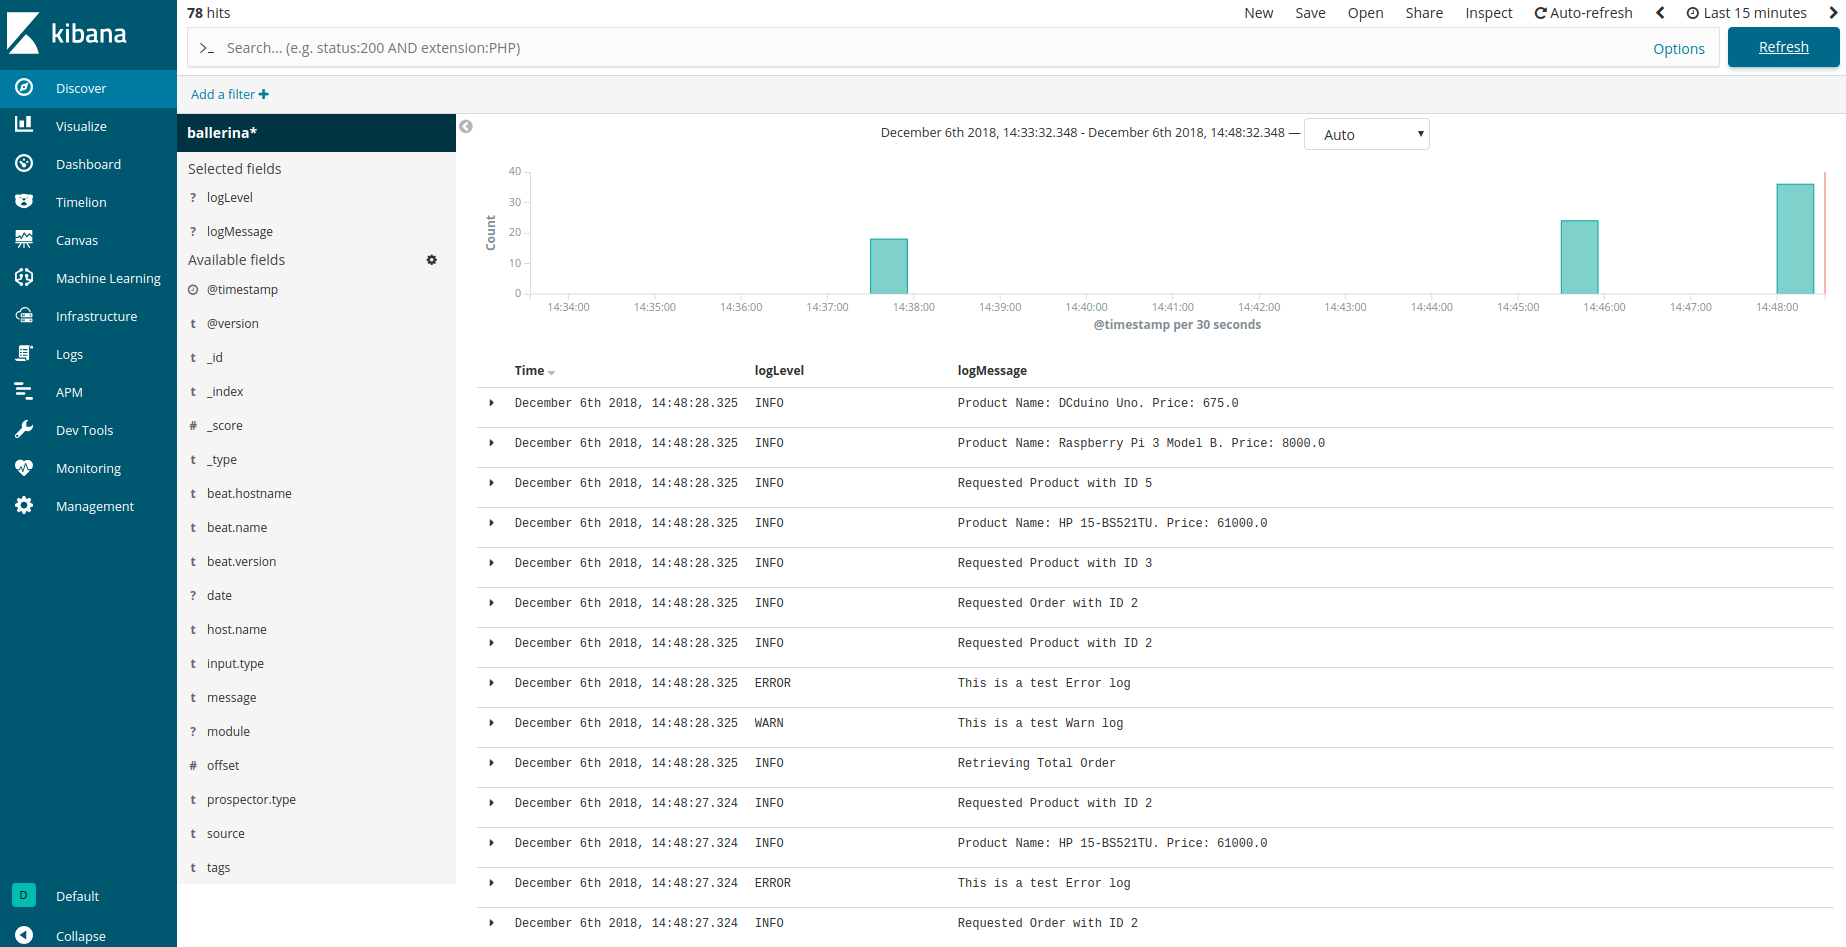 kibana
Discover
Visualize
Dashboard
Timelion
Canvas
Machine Learning
Infrastructure
Logs
APM
Dev Tools
Monitoring
Management
D Default
Collapse
78 hits
New Save Open Share Inspect Auto-refresh Last 15 minutes
>_ Search... (e.g. status:200 AND extension:PHP) Options Refresh
Add a filter +
ballerina*
Selected fields
? logLevel
? logMessage
Available fields
@timestamp
t @version
t _id
t _index
# _score
t _type
t beat.hostname
t beat.name
t beat.version
? date
t host.name
t input.type
t message
? module
# offset
t prospector.type
t source
t tags
December 6th 2018, 14:33:32.348 - December 6th 2018, 14:48:32.348 — Auto
Count
40
30
20
10
0
14:34:00 14:35:00 14:36:00 14:37:00 14:38:00 14:39:00 14:40:00 14:41:00 14:42:00 14:43:00 14:44:00 14:45:00 14:46:00 14:47:00 14:48:00
@timestamp per 30 seconds
Time logLevel logMessage
December 6th 2018, 14:48:28.325 INFO Product Name: DCduino Uno. Price: 675.0
December 6th 2018, 14:48:28.325 INFO Product Name: Raspberry Pi 3 Model B. Price: 8000.0
December 6th 2018, 14:48:28.325 INFO Requested Product with ID 5
December 6th 2018, 14:48:28.325 INFO Product Name: HP 15-BS521TU. Price: 61000.0
December 6th 2018, 14:48:28.325 INFO Requested Product with ID 3
December 6th 2018, 14:48:28.325 INFO Requested Order with ID 2
December 6th 2018, 14:48:28.325 INFO Requested Product with ID 2
December 6th 2018, 14:48:28.325 ERROR This is a test Error log
December 6th 2018, 14:48:28.325 WARN This is a test Warn log
December 6th 2018, 14:48:28.325 INFO Retrieving Total Order
December 6th 2018, 14:48:27.324 INFO Requested Product with ID 2
December 6th 2018, 14:48:27.324 INFO Product Name: HP 15-BS521TU. Price: 61000.0
December 6th 2018, 14:48:27.324 ERROR This is a test Error log
December 6th 2018, 14:48:27.324 INFO Requested Order with ID 2